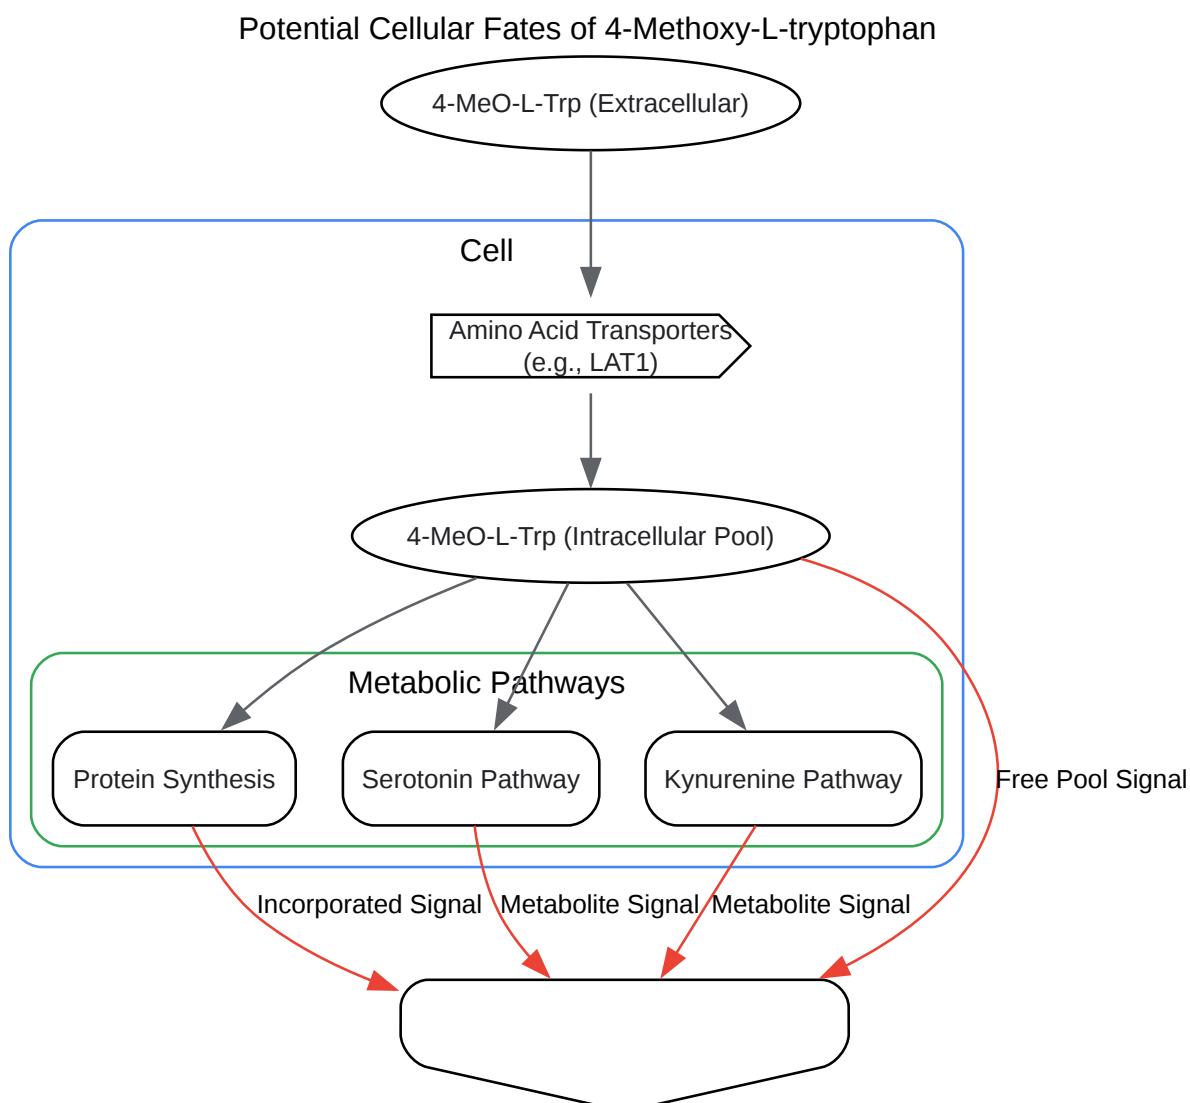 Potential Cellular Fates of 4-Methoxy-L-tryptophan
4-MeO-L-Trp (Extracellular)
Cell
Amino Acid Transporters
(e.g., LAT1)
4-MeO-L-Trp (Intracellular Pool)
Metabolic Pathways
Protein Synthesis
Serotonin Pathway
Kynurenine Pathway
Free Pool Signal
Incorporated Signal
Metabolite Signal
Metabolite Signal